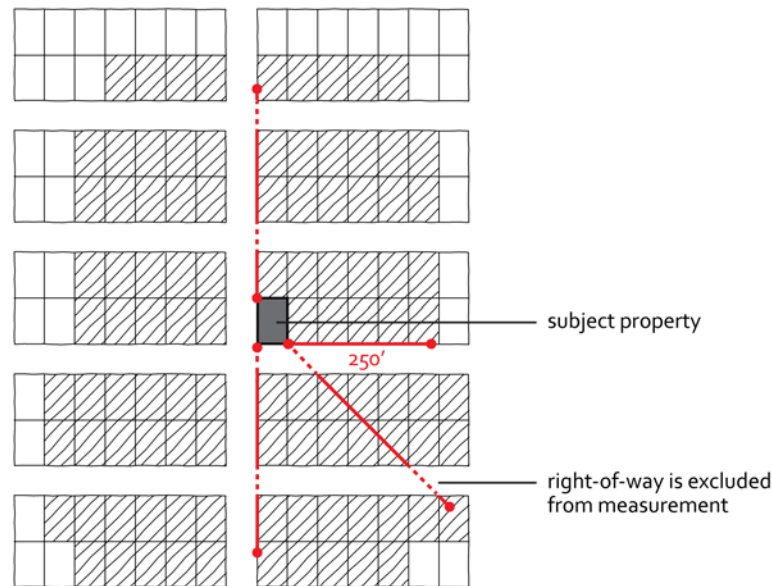 subject property
250'
right-of-way is excluded
from measurement